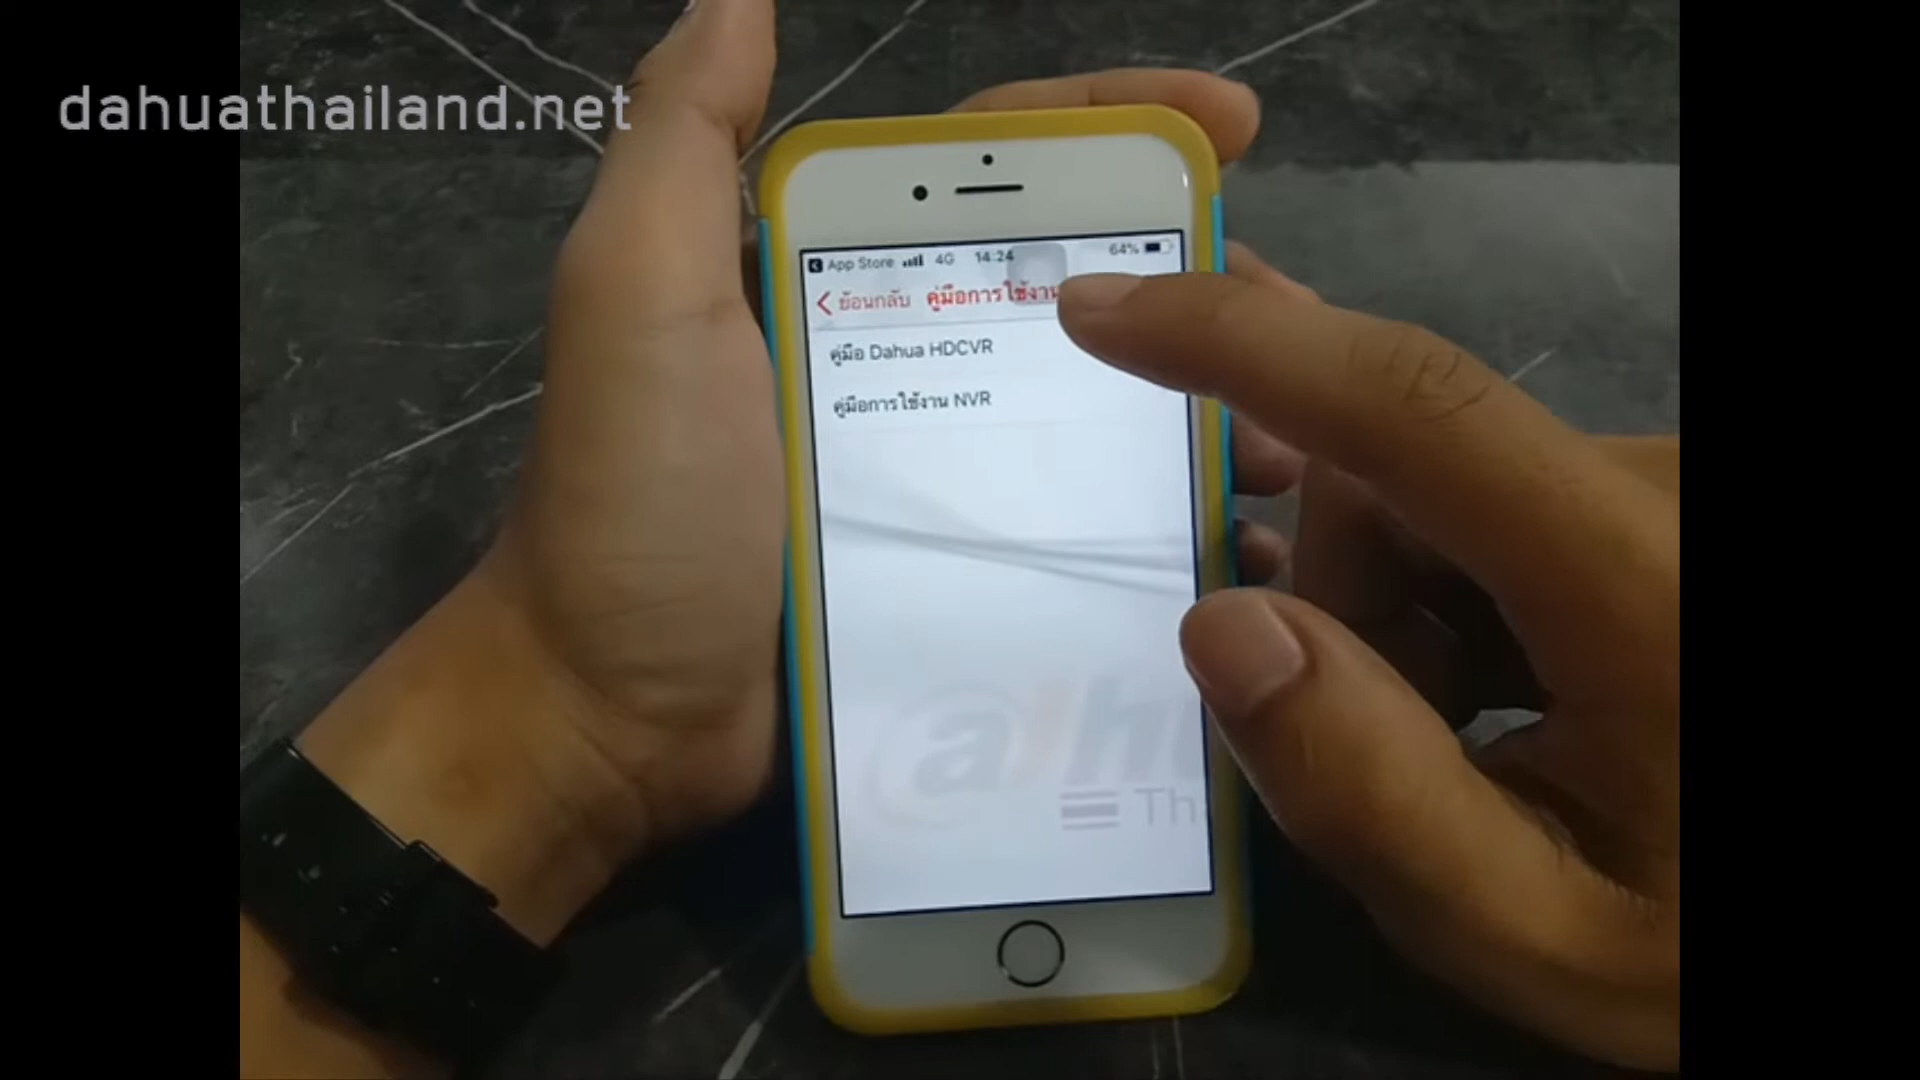 dahuathailand.net
App Store 4G 14:24 64%
ย้อนกลับ คู่มือการใช้งาน
คู่มือ Dahua HDCVR
คู่มือการใช้งาน NVR